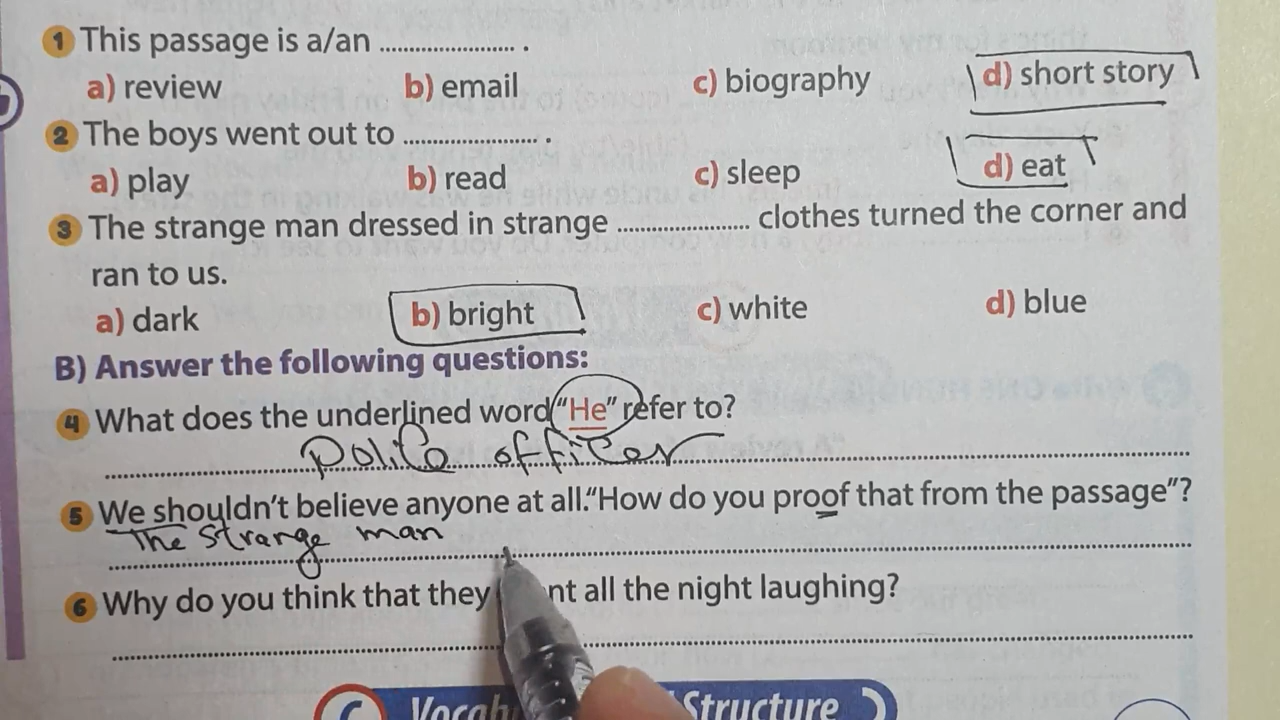 1 This passage is a/an ...................... .
a) review b) email c) biography d) short story
2 The boys went out to ...................... .
a) play b) read c) sleep d) eat
3 The strange man dressed in strange ...................... clothes turned the corner and
ran to us.
a) dark b) bright c) white d) blue
B) Answer the following questions:
4 What does the underlined word "He" refer to?
Police officer
5 We shouldn't believe anyone at all."How do you proof that from the passage"?
The strange man
6 Why do you think that they nt all the night laughing?
C Vocab Structure